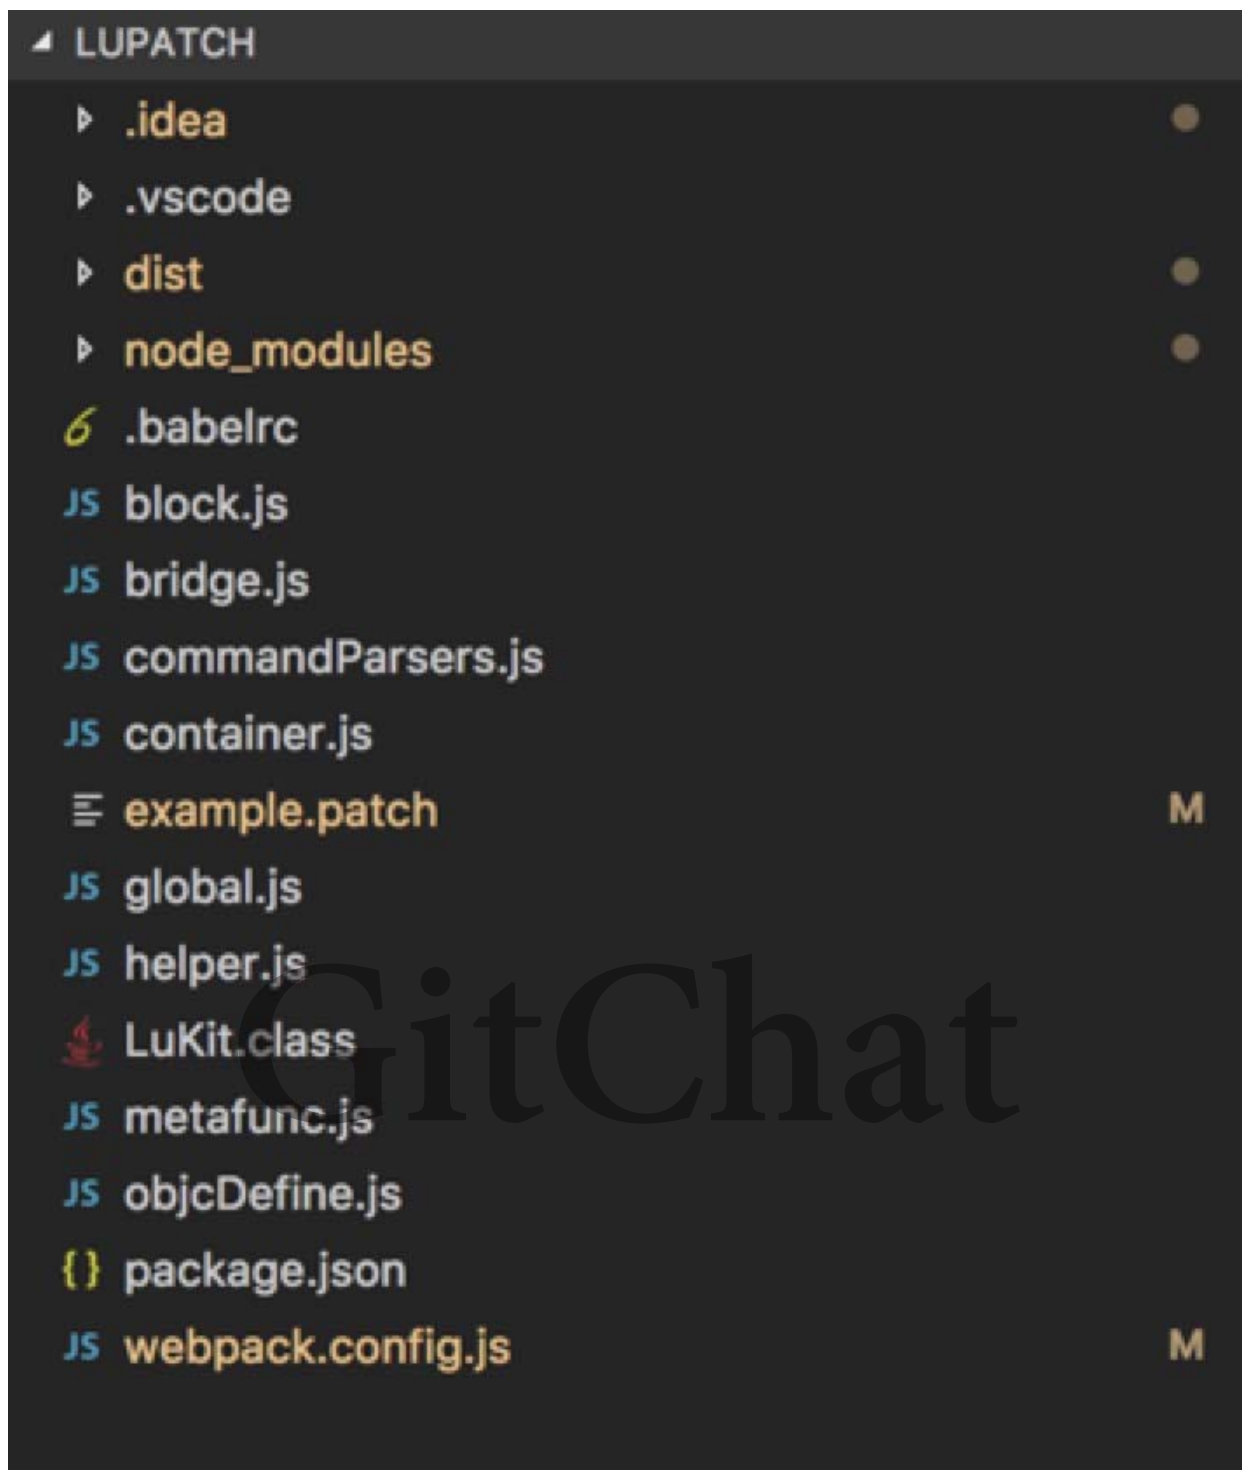 LUPATCH
.idea
.vscode
dist
node_modules
6 .babelrc
JS block.js
JS bridge.js
JS commandParsers.js
JS container.js
example.patch M
JS global.js
JS helper.js
LuKit.class
JS metafunc.js
JS objcDefine.js
{} package.json
JS webpack.config.js M
GitChat